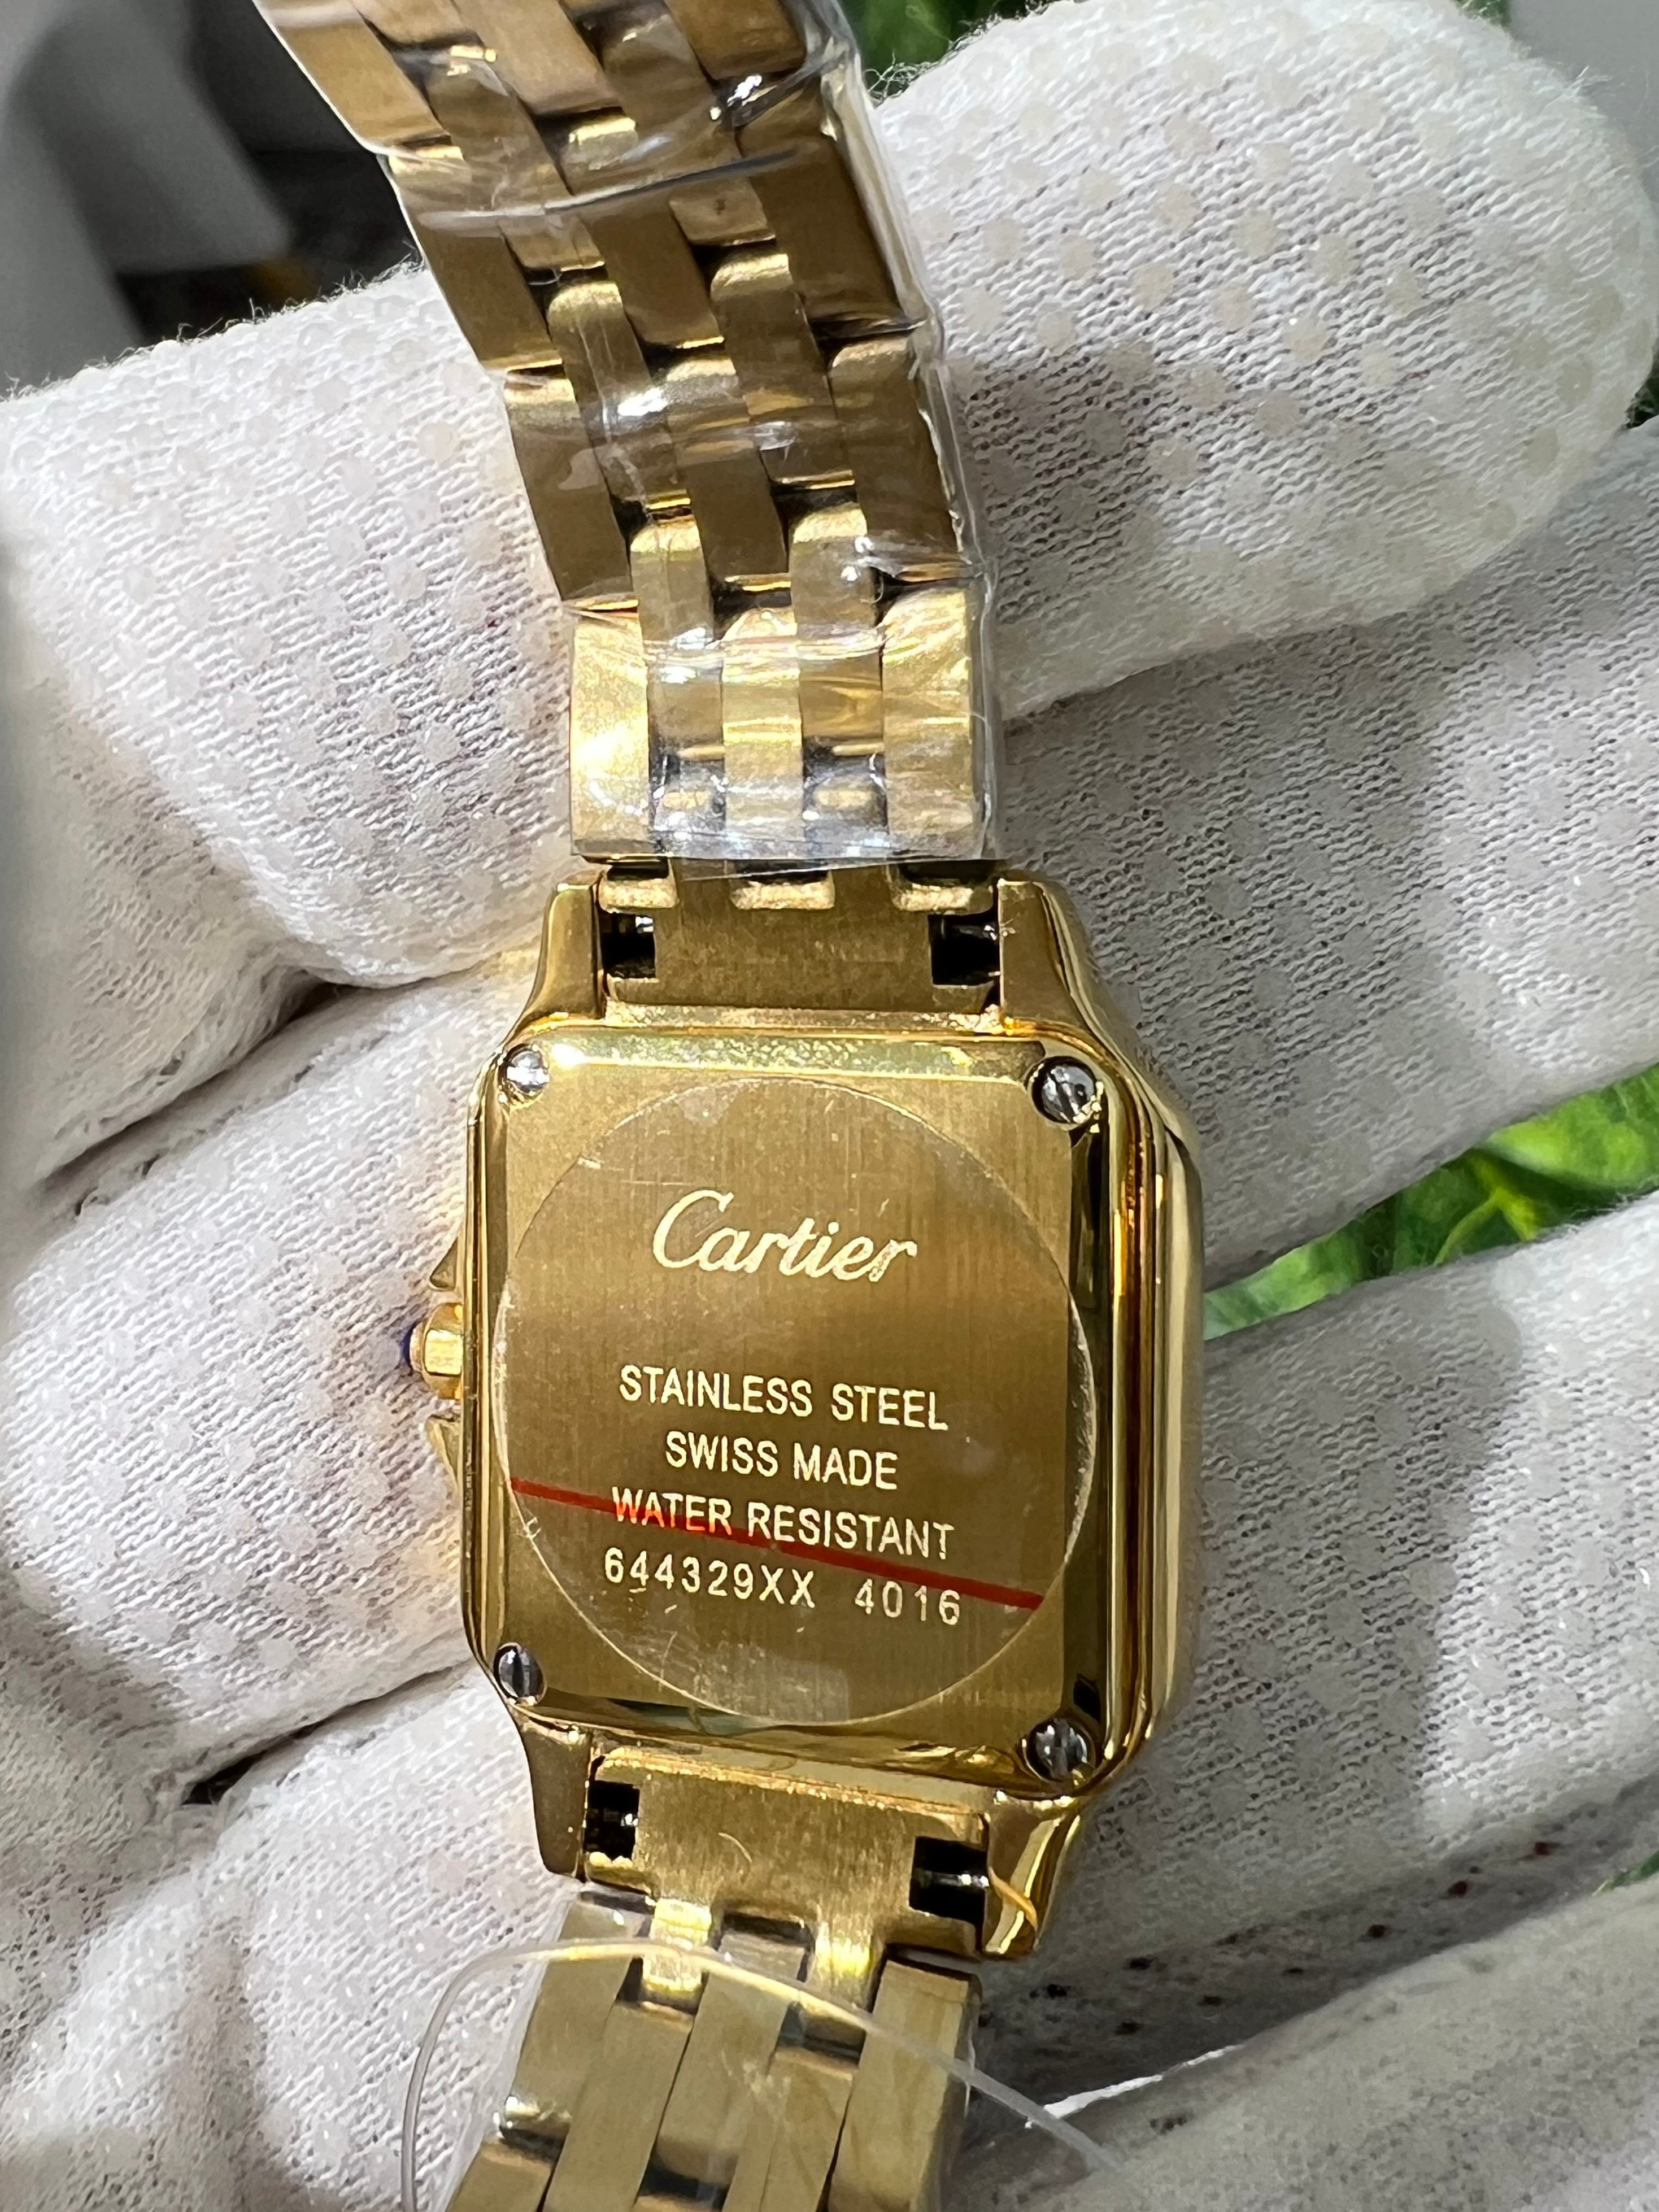 Cartier
STAINLESS STEEL
SWISS MADE
WATER RESISTANT
644329XX 4016